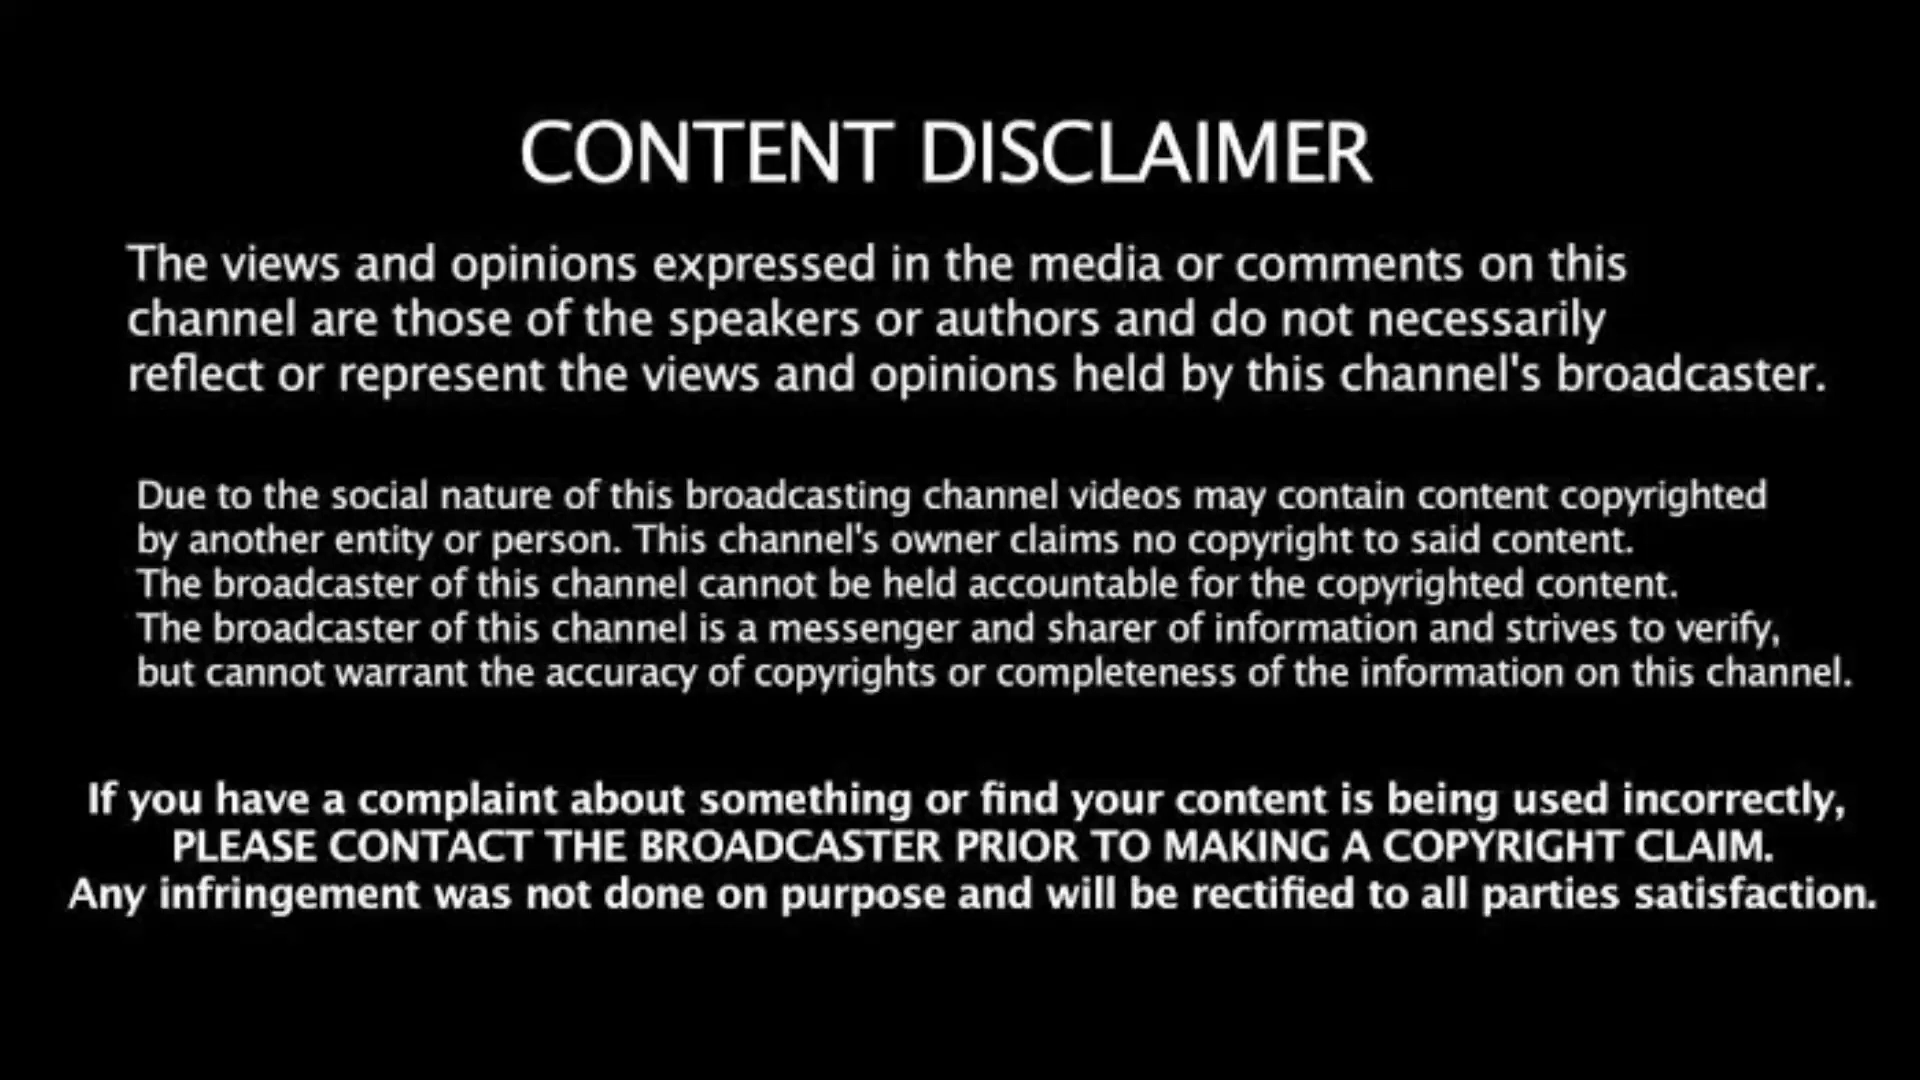 CONTENT DISCLAIMER
The views and opinions expressed in the media or comments on this
channel are those of the speakers or authors and do not necessarily
reflect or represent the views and opinions held by this channel's broadcaster.
Due to the social nature of this broadcasting channel videos may contain content copyrighted
by another entity or person. This channel's owner claims no copyright to said content.
The broadcaster of this channel cannot be held accountable for the copyrighted content.
The broadcaster of this channel is a messenger and sharer of information and strives to verify,
but cannot warrant the accuracy of copyrights or completeness of the information on this channel.
If you have a complaint about something or find your content is being used incorrectly,
PLEASE CONTACT THE BROADCASTER PRIOR TO MAKING A COPYRIGHT CLAIM.
Any infringement was not done on purpose and will be rectified to all parties satisfaction.